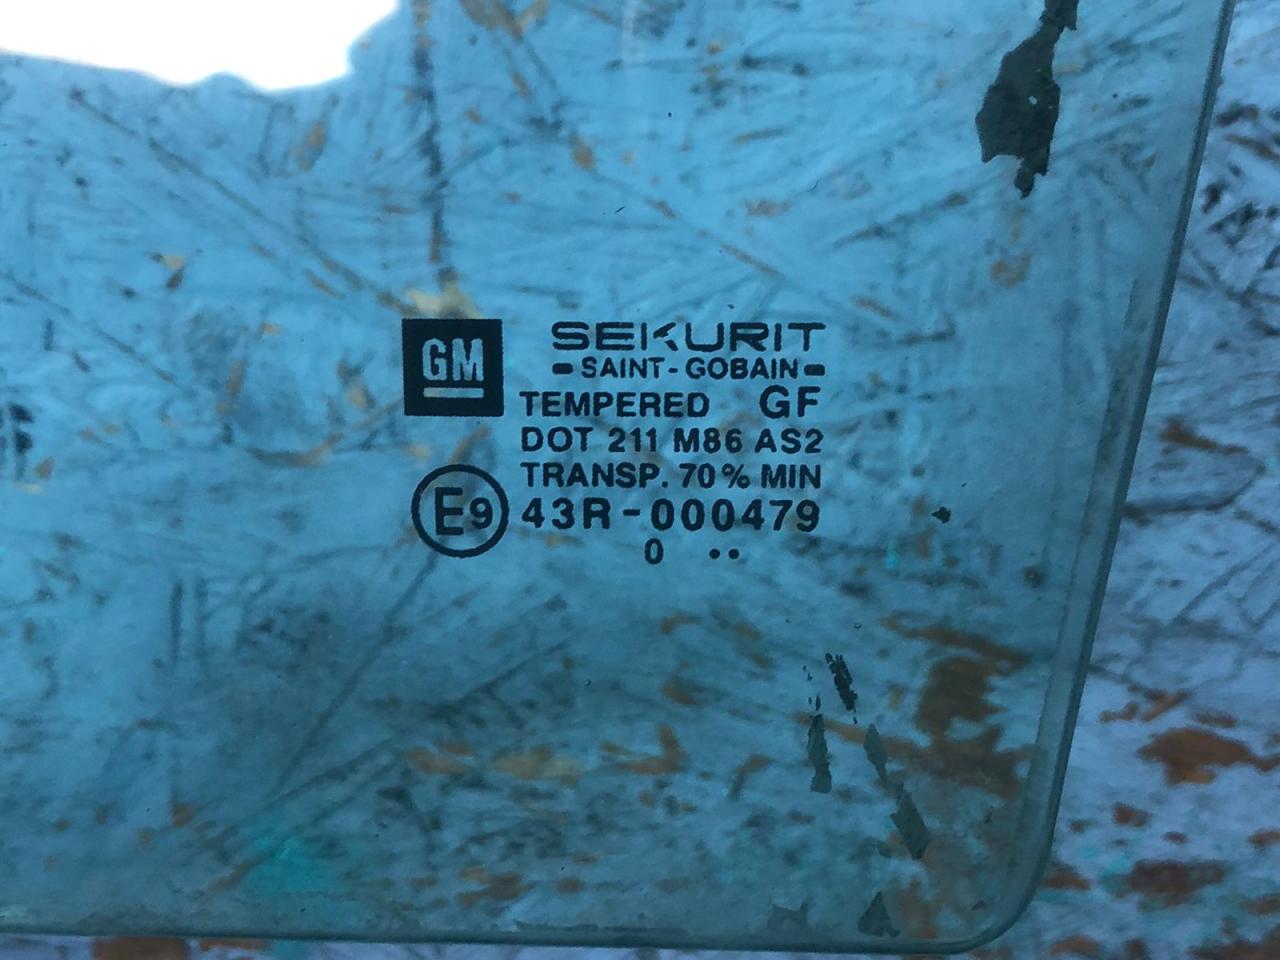 GM
SEKURIT
SAINT-GOBAIN
TEMPERED GF
DOT 211 M86 AS2
TRANSP. 70% MIN
E9 43R-000479
0 ••